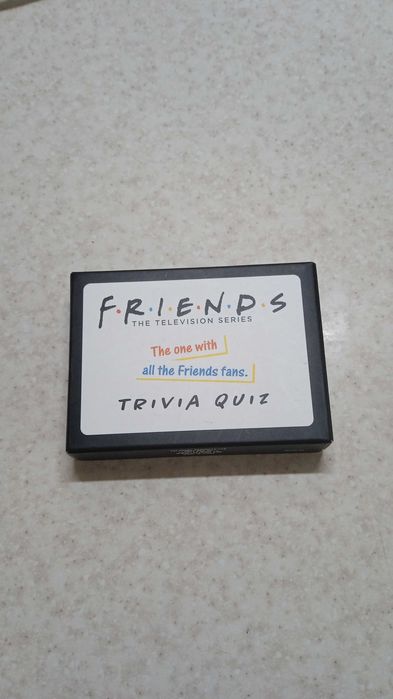 F·R·I·E·N·D·S
THE TELEVISION SERIES
The one with
all the Friends fans.
TRIVIA QUIZ